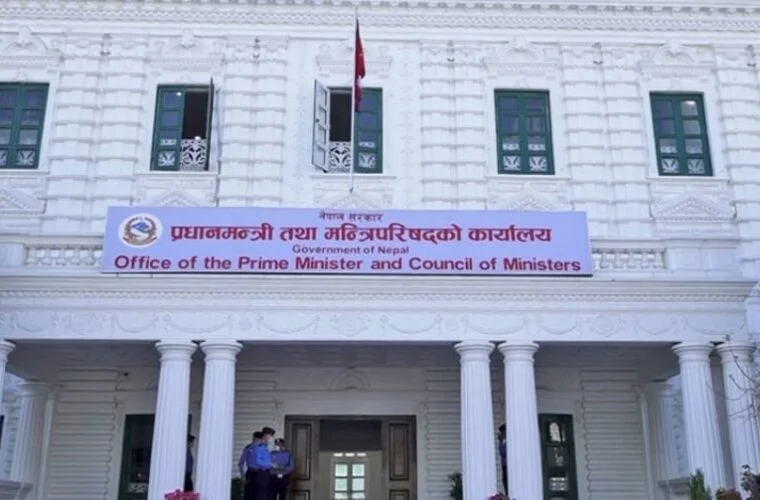 नेपाल सरकार
प्रधानमन्त्री तथा मन्त्रिपरिषद्को कार्यालय
Government of Nepal
Office of the Prime Minister and Council of Ministers